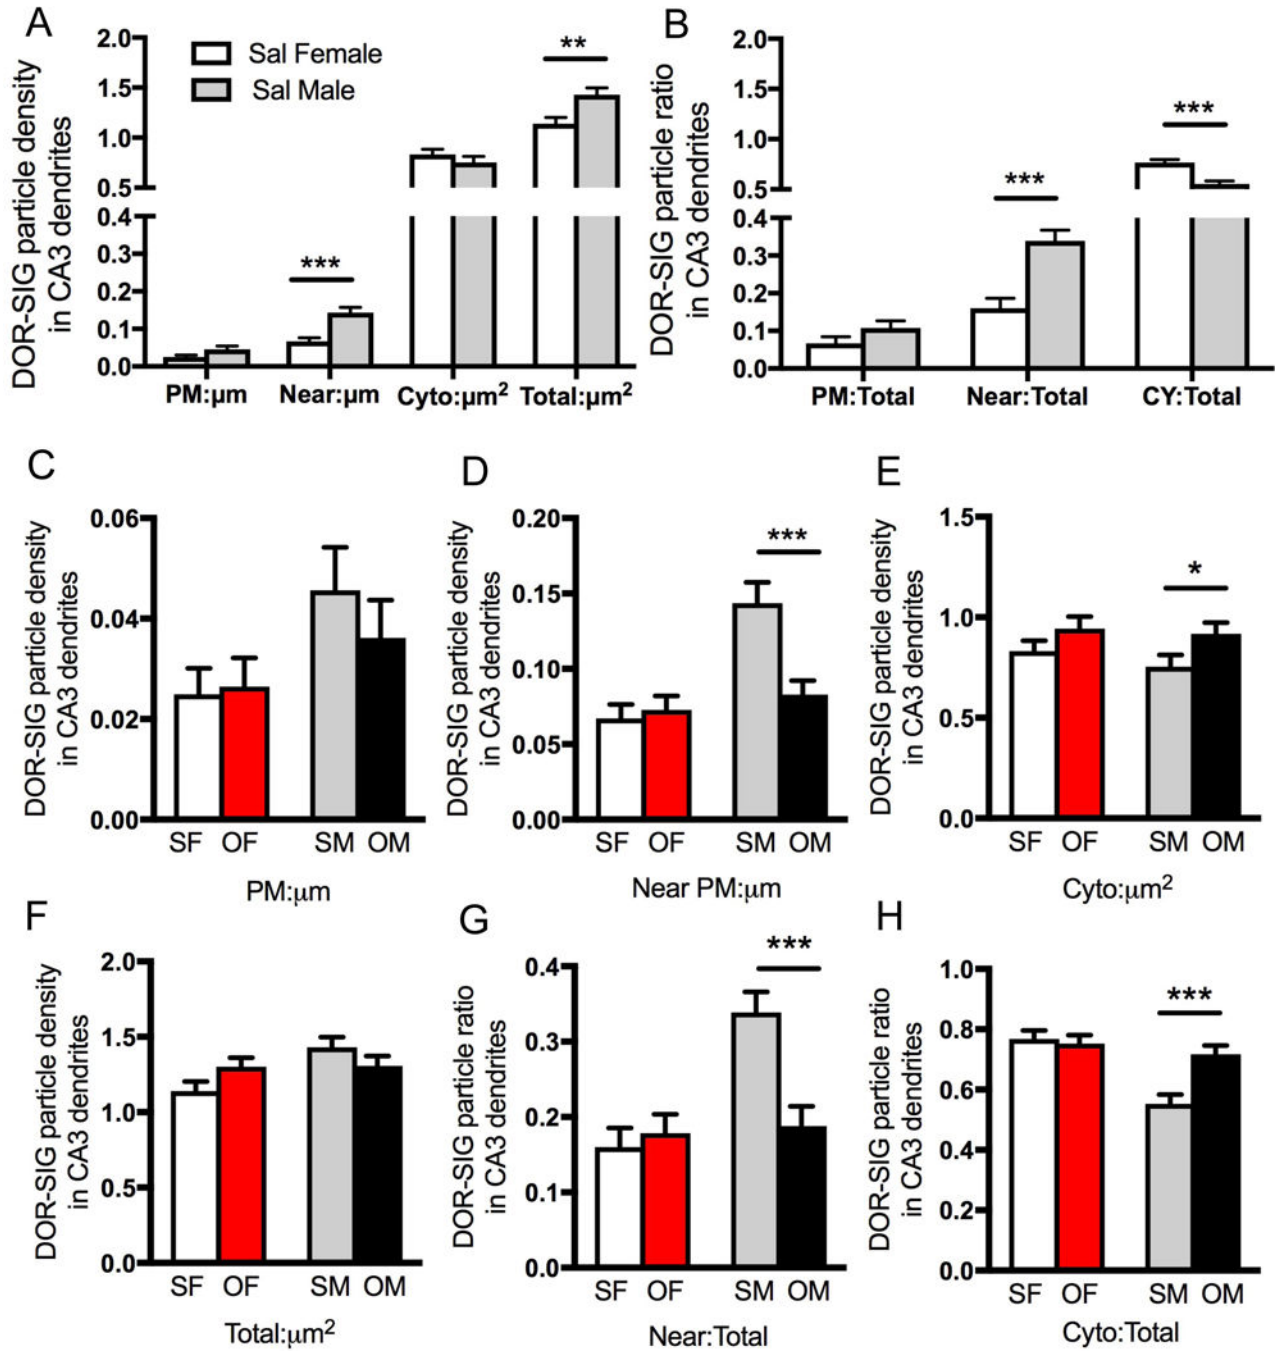 A
DOR-SIG particle density
in CA3 dendrites
2.0
1.5
1.0
0.5
0.4
0.3
0.2
0.1
0.0
Sal Female
Sal Male
***
**
PM:μm
Near:μm
Cyto:μm²
Total:μm²
B
DOR-SIG particle ratio
in CA3 dendrites
2.0
1.5
1.0
0.5
0.4
0.3
0.2
0.1
0.0
***
***
PM:Total
Near:Total
CY:Total
C
DOR-SIG particle density
in CA3 dendrites
0.06
0.04
0.02
0.00
SF OF SM OM
PM:μm
D
DOR-SIG particle density
in CA3 dendrites
0.20
0.15
0.10
0.05
0.00
***
SF OF SM OM
Near PM:μm
E
DOR-SIG particle density
in CA3 dendrites
1.5
1.0
0.5
0.0
*
SF OF SM OM
Cyto:μm²
F
DOR-SIG particle density
in CA3 dendrites
2.0
1.5
1.0
0.5
0.0
SF OF SM OM
Total:μm²
G
DOR-SIG particle ratio
in CA3 dendrites
0.4
0.3
0.2
0.1
0.0
***
SF OF SM OM
Near:Total
H
DOR-SIG particle ratio
in CA3 dendrites
1.0
0.8
0.6
0.4
0.2
0.0
***
SF OF SM OM
Cyto:Total